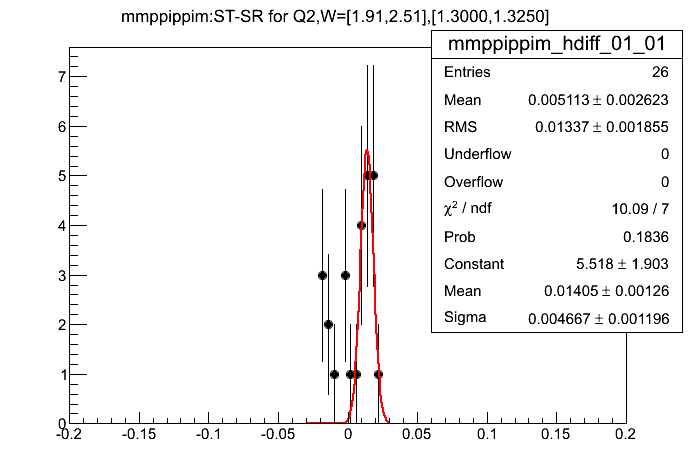 mmppippim:ST-SR for Q2,W=[1.91,2.51],[1.3000,1.3250]
mmppippim_hdiff_01_01
Entries 26
Mean 0.005113 ± 0.002623
RMS 0.01337 ± 0.001855
Underflow 0
Overflow 0
χ² / ndf 10.09 / 7
Prob 0.1836
Constant 5.518 ± 1.903
Mean 0.01405 ± 0.00126
Sigma 0.004667 ± 0.001196
7
6
5
4
3
2
1
0
-0.2 -0.15 -0.1 -0.05 0 0.05 0.1 0.15 0.2